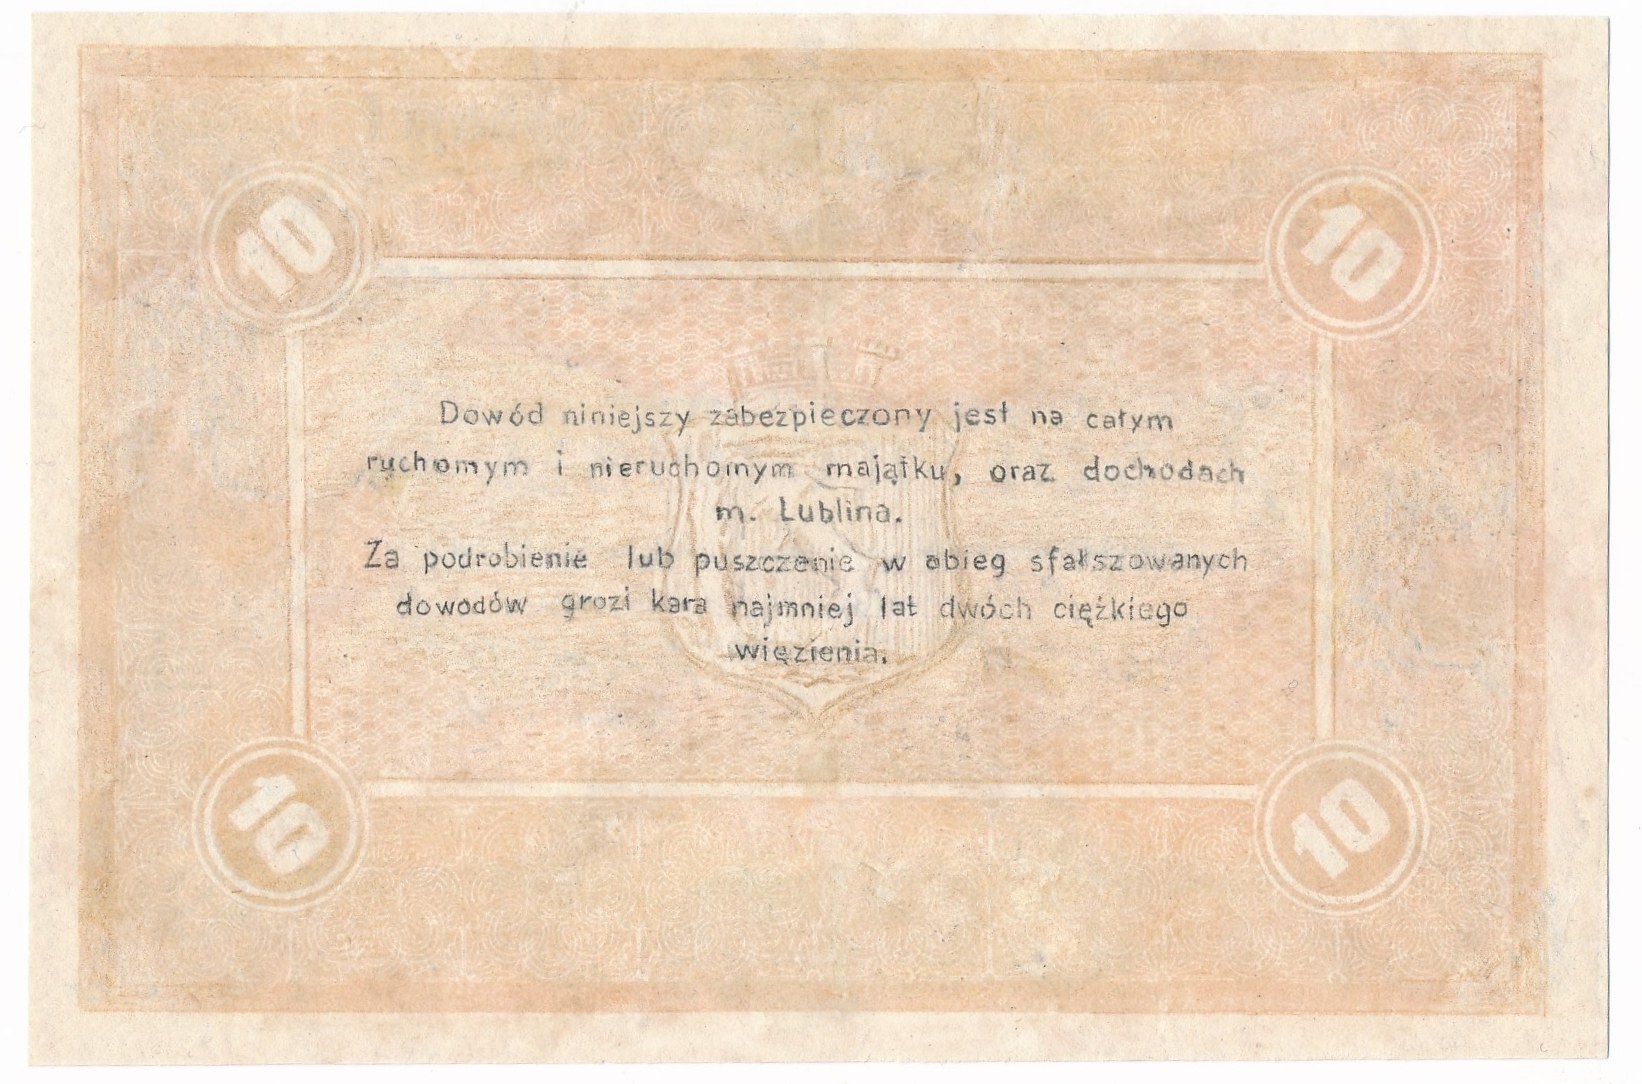 10 10
Dowód niniejszy zabezpieczony jest na całym
ruchomym i nieruchomym majątku, oraz dochodach
m. Lublina.
Za podrobienie lub puszczenie w obieg sfałszowanych
dowodów grozi kara najmniej lat dwóch ciężkiego
więzienia.
10 10